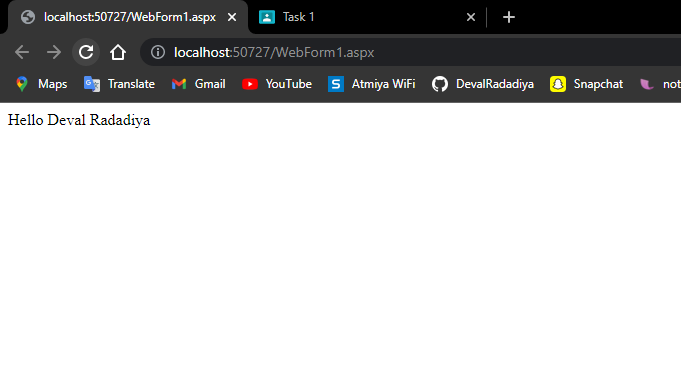 localhost:50727/WebForm1.aspx
Task 1
localhost:50727/WebForm1.aspx
Maps
Translate
Gmail
YouTube
S Atmiya WiFi
DevalRadadiya
Snapchat
not
Hello Deval Radadiya